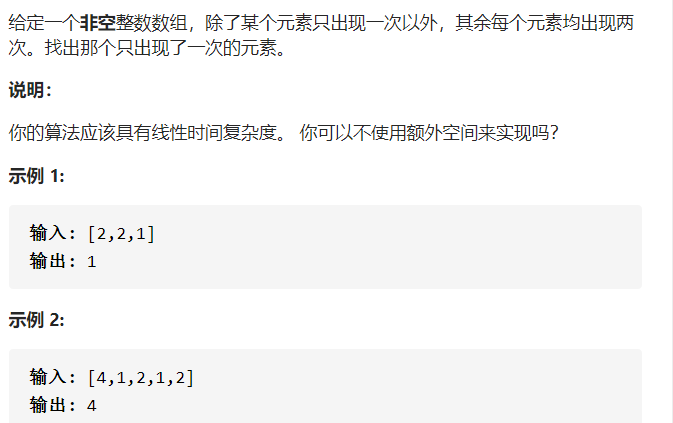 给定一个非空整数数组，除了某个元素只出现一次以外，其余每个元素均出现两
次。找出那个只出现了一次的元素。
说明：
你的算法应该具有线性时间复杂度。 你可以不使用额外空间来实现吗？
示例 1:
输入: [2,2,1]
输出: 1
示例 2:
输入: [4,1,2,1,2]
输出: 4